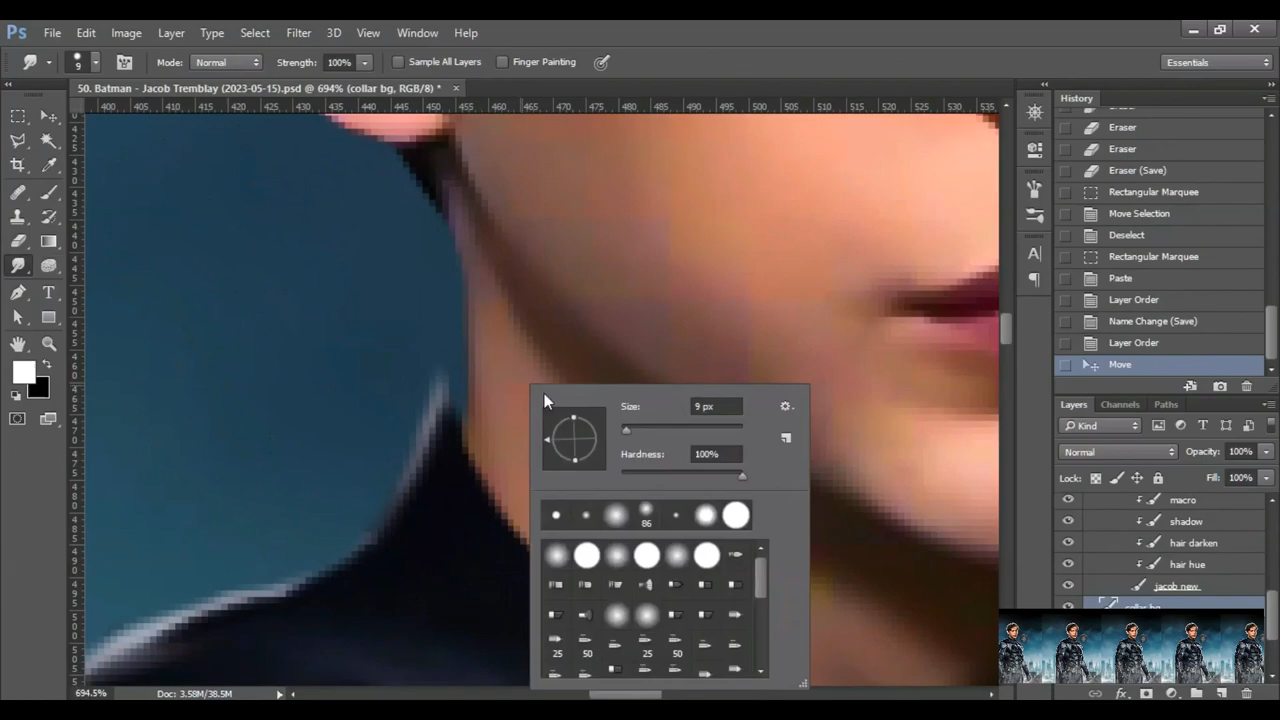 Ps File Edit Image Layer Type Select Filter 3D View Window Help
9 Mode: Normal Strength: 100% Sample All Layers Finger Painting Essentials
50. Batman - Jacob Tremblay (2023-05-15).psd @ 694% (collar bg, RGB/8) * ×
400 405 410 415 420 425 430 435 440 445 450 455 460 465 470 475 480 485 490 495 500 505 510 515 520 525 530 535
History
Eraser
Eraser
Eraser (Save)
Rectangular Marquee
Move Selection
Deselect
Rectangular Marquee
Paste
Layer Order
Name Change (Save)
Layer Order
Move
Size: 9 px
Hardness: 100%
86
25 50 25 50
Layers Channels Paths
Kind
Normal Opacity: 100%
Lock: Fill: 100%
macro
shadow
hair darken
hair hue
jacob new
collar bg
694.5% Doc: 3.58M/38.5M